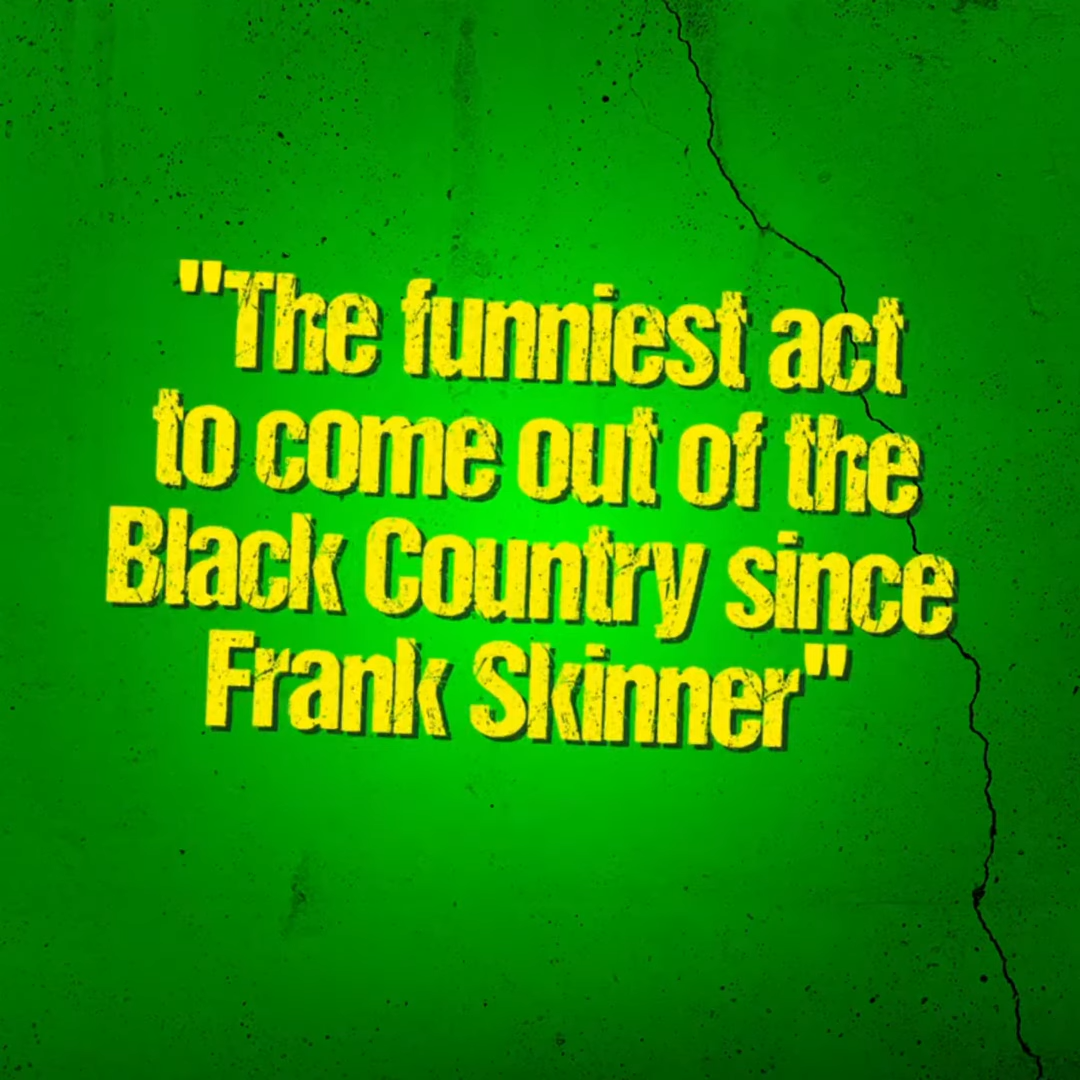 "The funniest act
to come out of the
Black Country since
Frank Skinner"